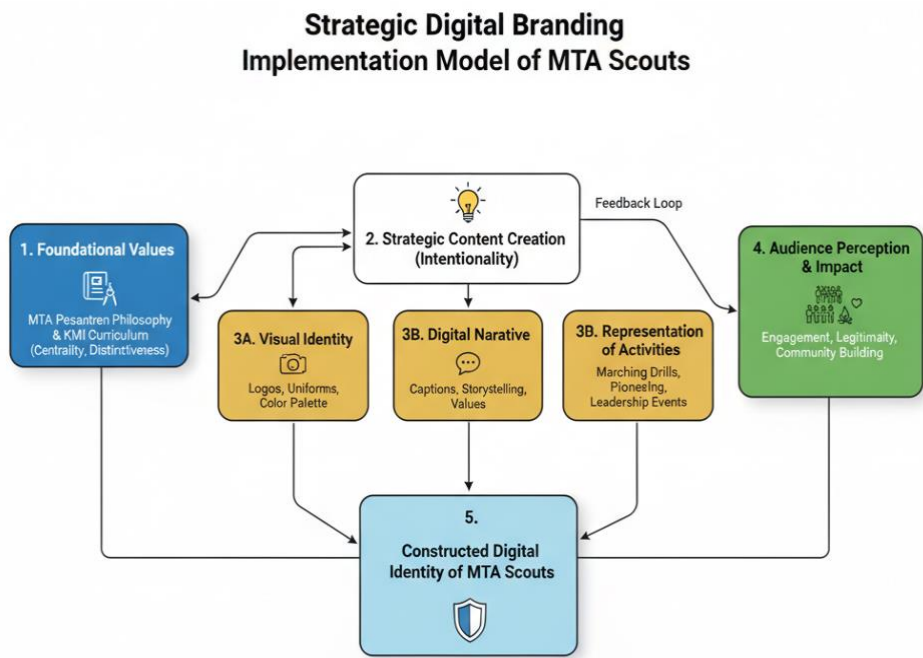 Strategic Digital Branding
Implementation Model of MTA Scouts
Feedback Loop
1. Foundational Values
MTA Pesantren Philosophy
& KMI Curriculum
(Centrality, Distintiveness)
2. Strategic Content Creation
(Intentionality)
4. Audience Perception
& Impact
Engagement, Legitimaity,
Community Building
3A. Visual Identity
Logos, Uniforms,
Color Palette
3B. Digital Narative
Captions, Storystelling,
Values
3B. Representation
of Activities
Marching Drills,
Pioneeing,
Leadership Events
5.
Constructed Digital
Identity of MTA Scouts